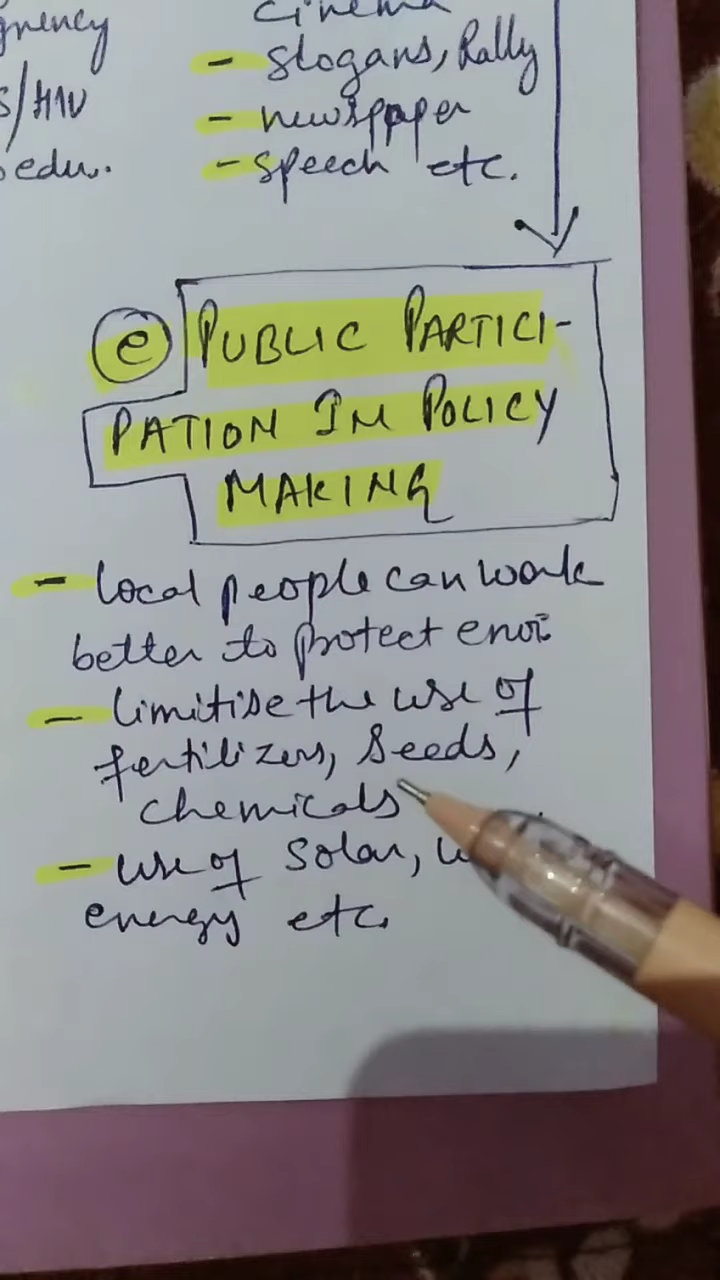 cinema
- slogans, Rally
- newspaper
- speech etc.
S/HIV
edu.
e PUBLIC PARTICI-
PATION IN POLICY
MAKING
- local people can work
better to protect envi
- limitise the use of
fertilizers, seeds,
chemicals
- use of solar,
energy etc.